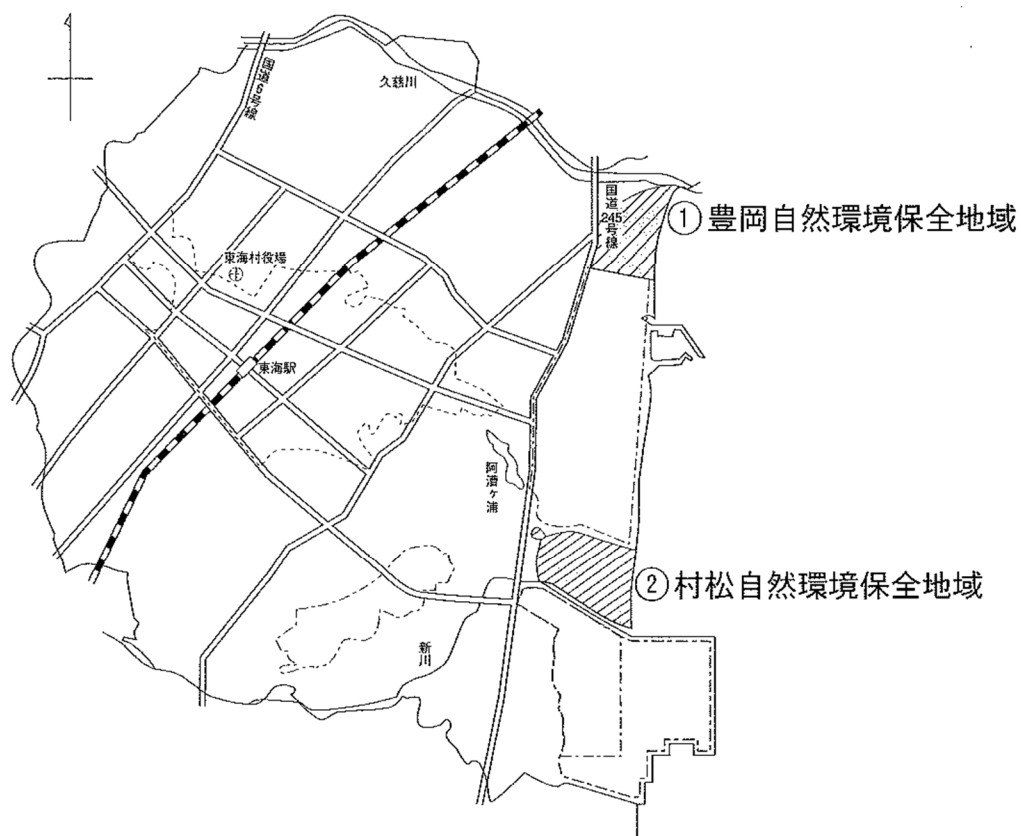 国道6号線
久慈川
国道245号線
①豊岡自然環境保全地域
東海村役場
東海駅
阿漕ヶ浦
②村松自然環境保全地域
新川